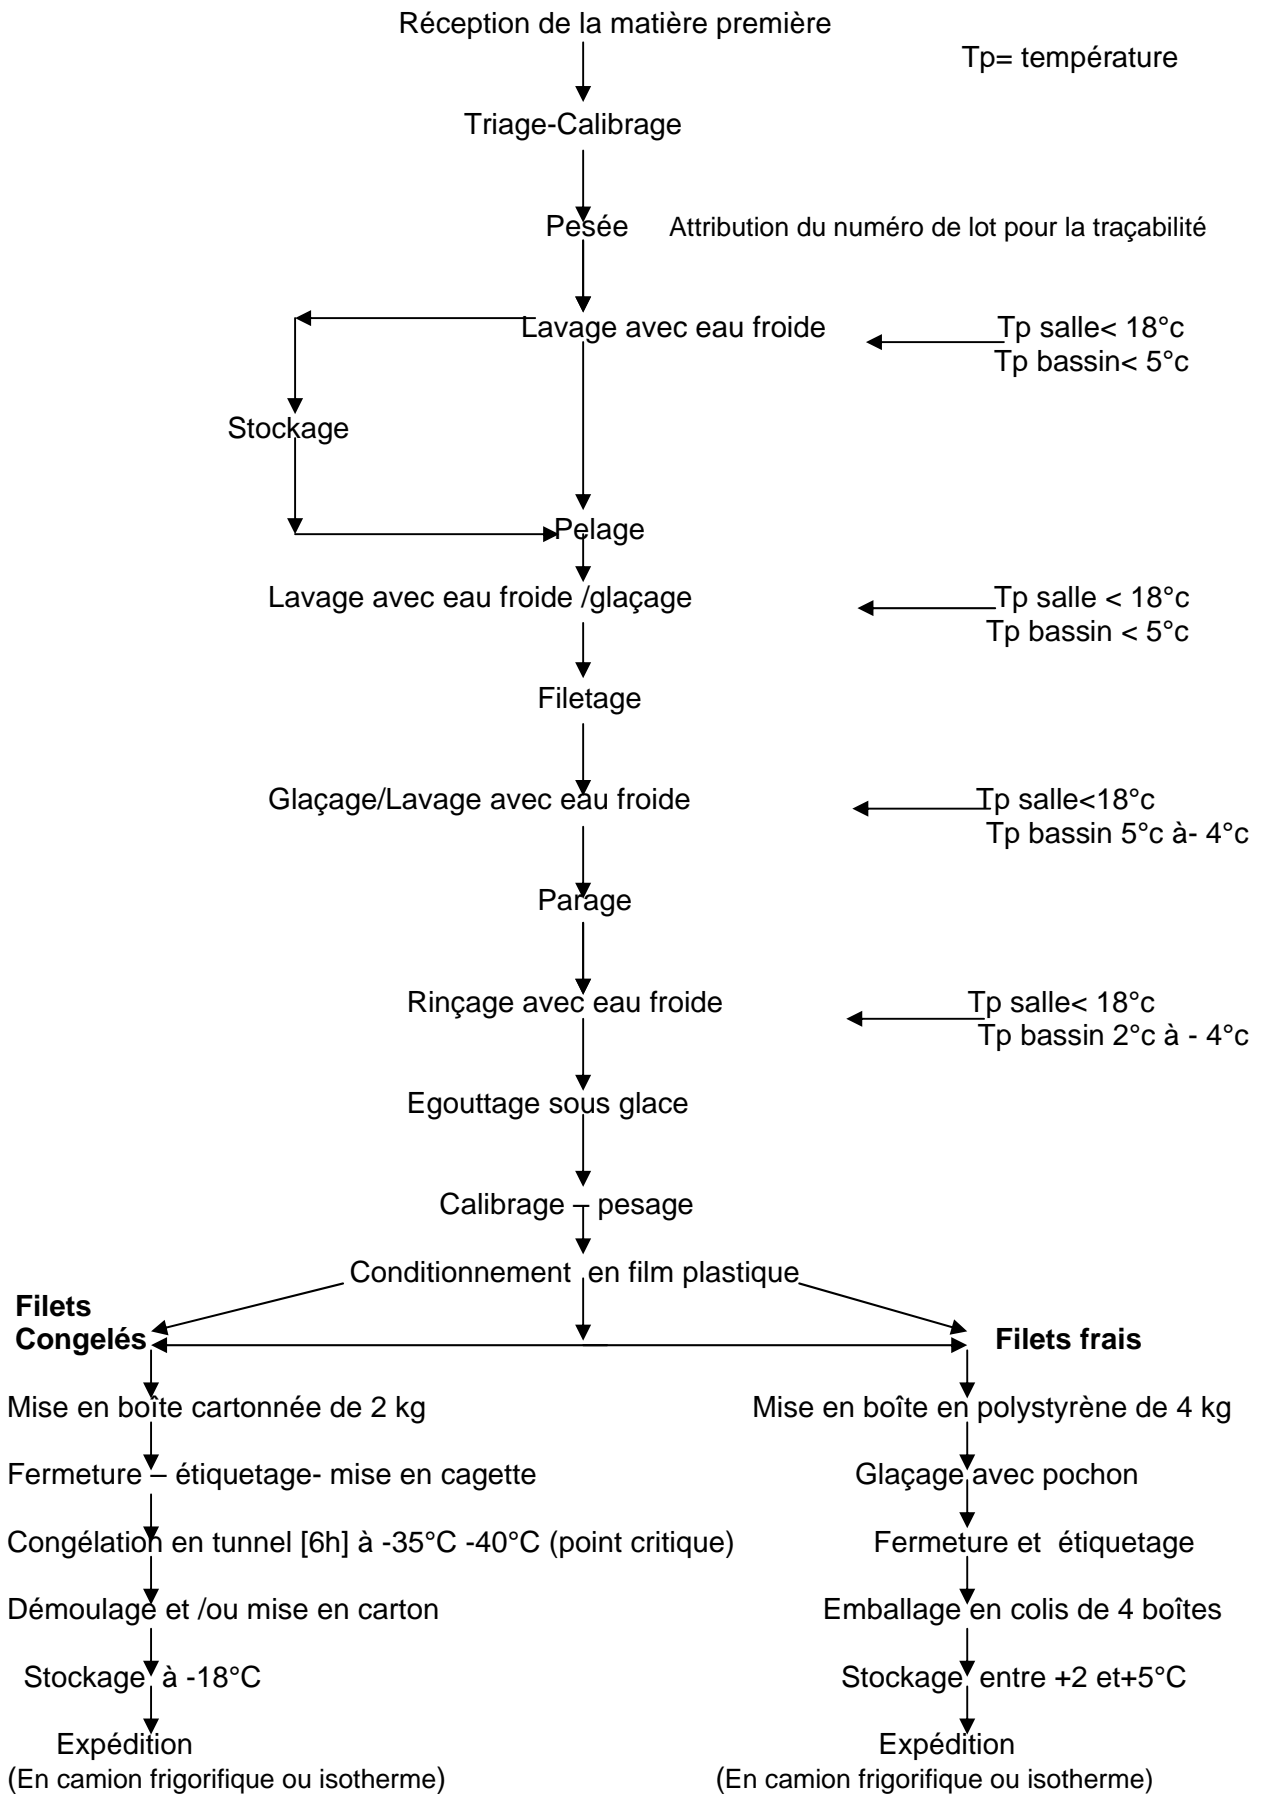 Réception de la matière première
Tp= température
Triage-Calibrage
Pesée Attribution du numéro de lot pour la traçabilité
Lavage avec eau froide
Tp salle< 18°c
Tp bassin< 5°c
Stockage
Pelage
Lavage avec eau froide /glaçage
Tp salle < 18°c
Tp bassin < 5°c
Filetage
Glaçage/Lavage avec eau froide
Tp salle<18°c
Tp bassin 5°c à- 4°c
Parage
Rinçage avec eau froide
Tp salle< 18°c
Tp bassin 2°c à - 4°c
Egouttage sous glace
Calibrage – pesage
Conditionnement en film plastique
Filets
Congelés
Filets frais
Mise en boîte cartonnée de 2 kg
Mise en boîte en polystyrène de 4 kg
Fermeture – étiquetage- mise en cagette
Glaçage avec pochon
Congélation en tunnel [6h] à -35°C -40°C (point critique)
Fermeture et étiquetage
Démoulage et /ou mise en carton
Emballage en colis de 4 boîtes
Stockage à -18°C
Stockage entre +2 et+5°C
Expédition
(En camion frigorifique ou isotherme)
Expédition
(En camion frigorifique ou isotherme)